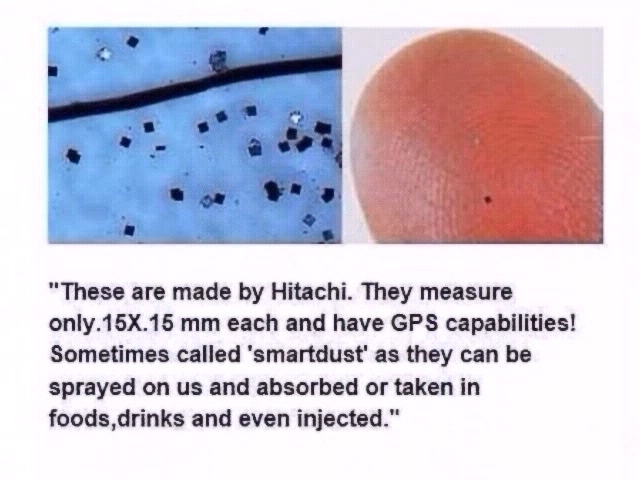 "These are made by Hitachi. They measure
only.15X.15 mm each and have GPS capabilities!
Sometimes called 'smartdust' as they can be
sprayed on us and absorbed or taken in
foods,drinks and even injected."